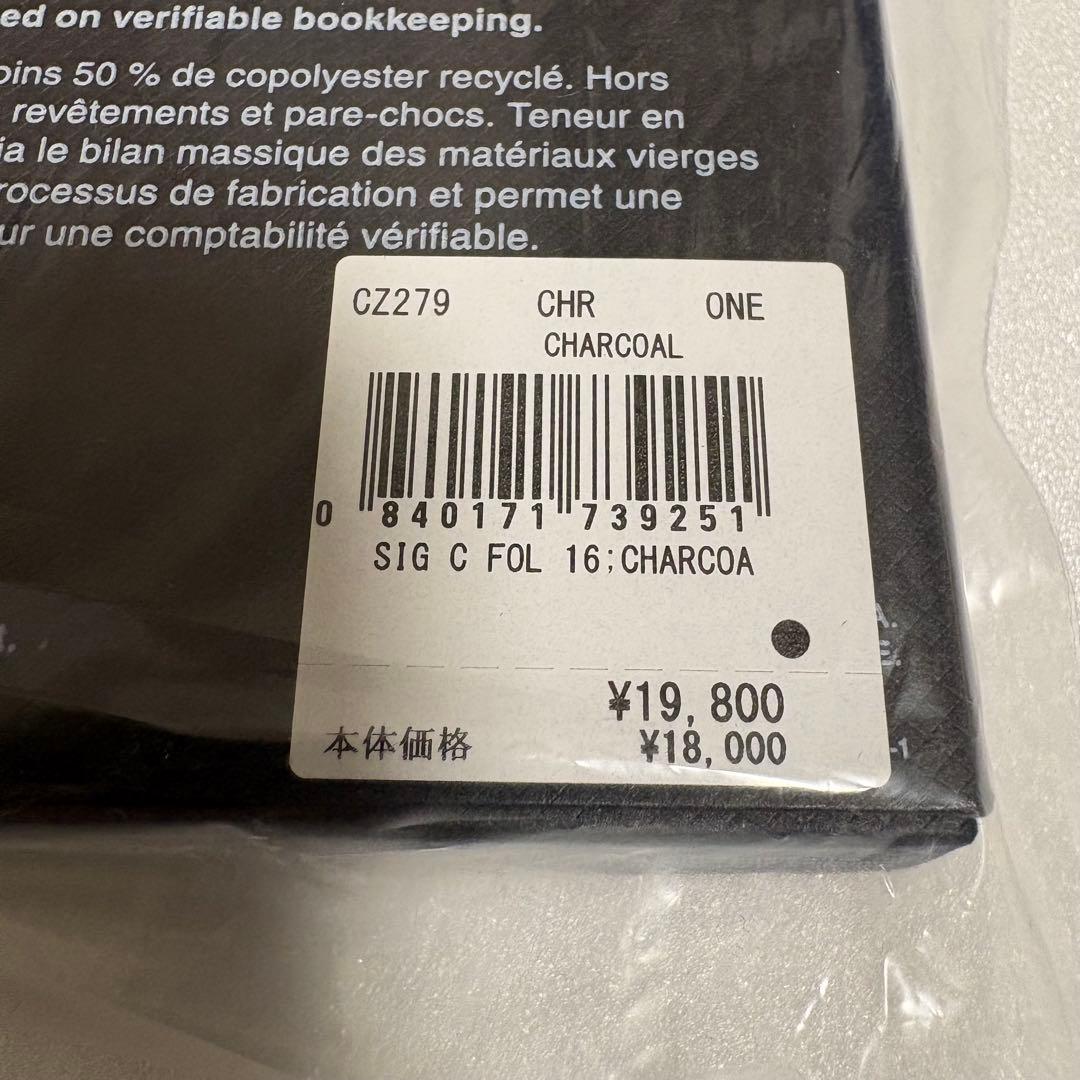 ed on verifiable bookkeeping.
oins 50 % de copolyester recyclé. Hors
revêtements et pare-chocs. Teneur en
ia le bilan massique des matériaux vierges
rocessus de fabrication et permet une
ur une comptabilité vérifiable.
CZ279 CHR ONE
CHARCOAL
0 840171 739251
SIG C FOL 16;CHARCOA
A.
E.
¥19,800
本体価格 ¥18,000
-1